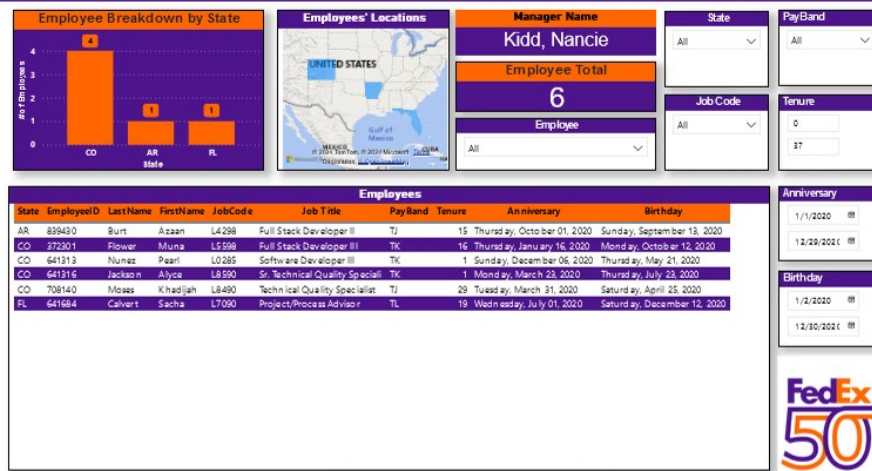 Employee Breakdown by State
# of Employees
4
3
2
1
0
4
1
1
CO AR FL
State
Employees' Locations
UNITED STATES
Gulf of
Mexico
MEXICO
CUBA
© 2024 TomTom, © 2024 Microsoft
Corporation, © OpenStreetMap
Manager Name
Kidd, Nancie
Employee Total
6
Employee
All
State
All
PayBand
All
Job Code
All
Tenure
0
37
Employees
State EmployeeID LastName FirstName JobCode Job Title PayBand Tenure Anniversary Birthday
AR 839430 Burt Azaan L4298 Full Stack Developer II TJ 15 Thursday, October 01, 2020 Sunday, September 13, 2020
CO 372301 Flower Muna L5598 Full Stack Developer III TK 16 Thursday, January 16, 2020 Monday, October 12, 2020
CO 641313 Nunez Pearl L0285 Software Developer III TK 1 Sunday, December 06, 2020 Thursday, May 21, 2020
CO 641316 Jackson Alyce L8590 Sr. Technical Quality Speciali TK 1 Monday, March 23, 2020 Thursday, July 23, 2020
CO 708140 Moses Khadijah L8490 Technical Quality Specialist TJ 29 Tuesday, March 31, 2020 Saturday, April 25, 2020
FL 641684 Calvert Sacha L7090 Project/Process Advisor TL 19 Wednesday, July 01, 2020 Saturday, December 12, 2020
Anniversary
1/1/2020
12/29/202(
Birthday
1/2/2020
12/30/202(
FedEx
50